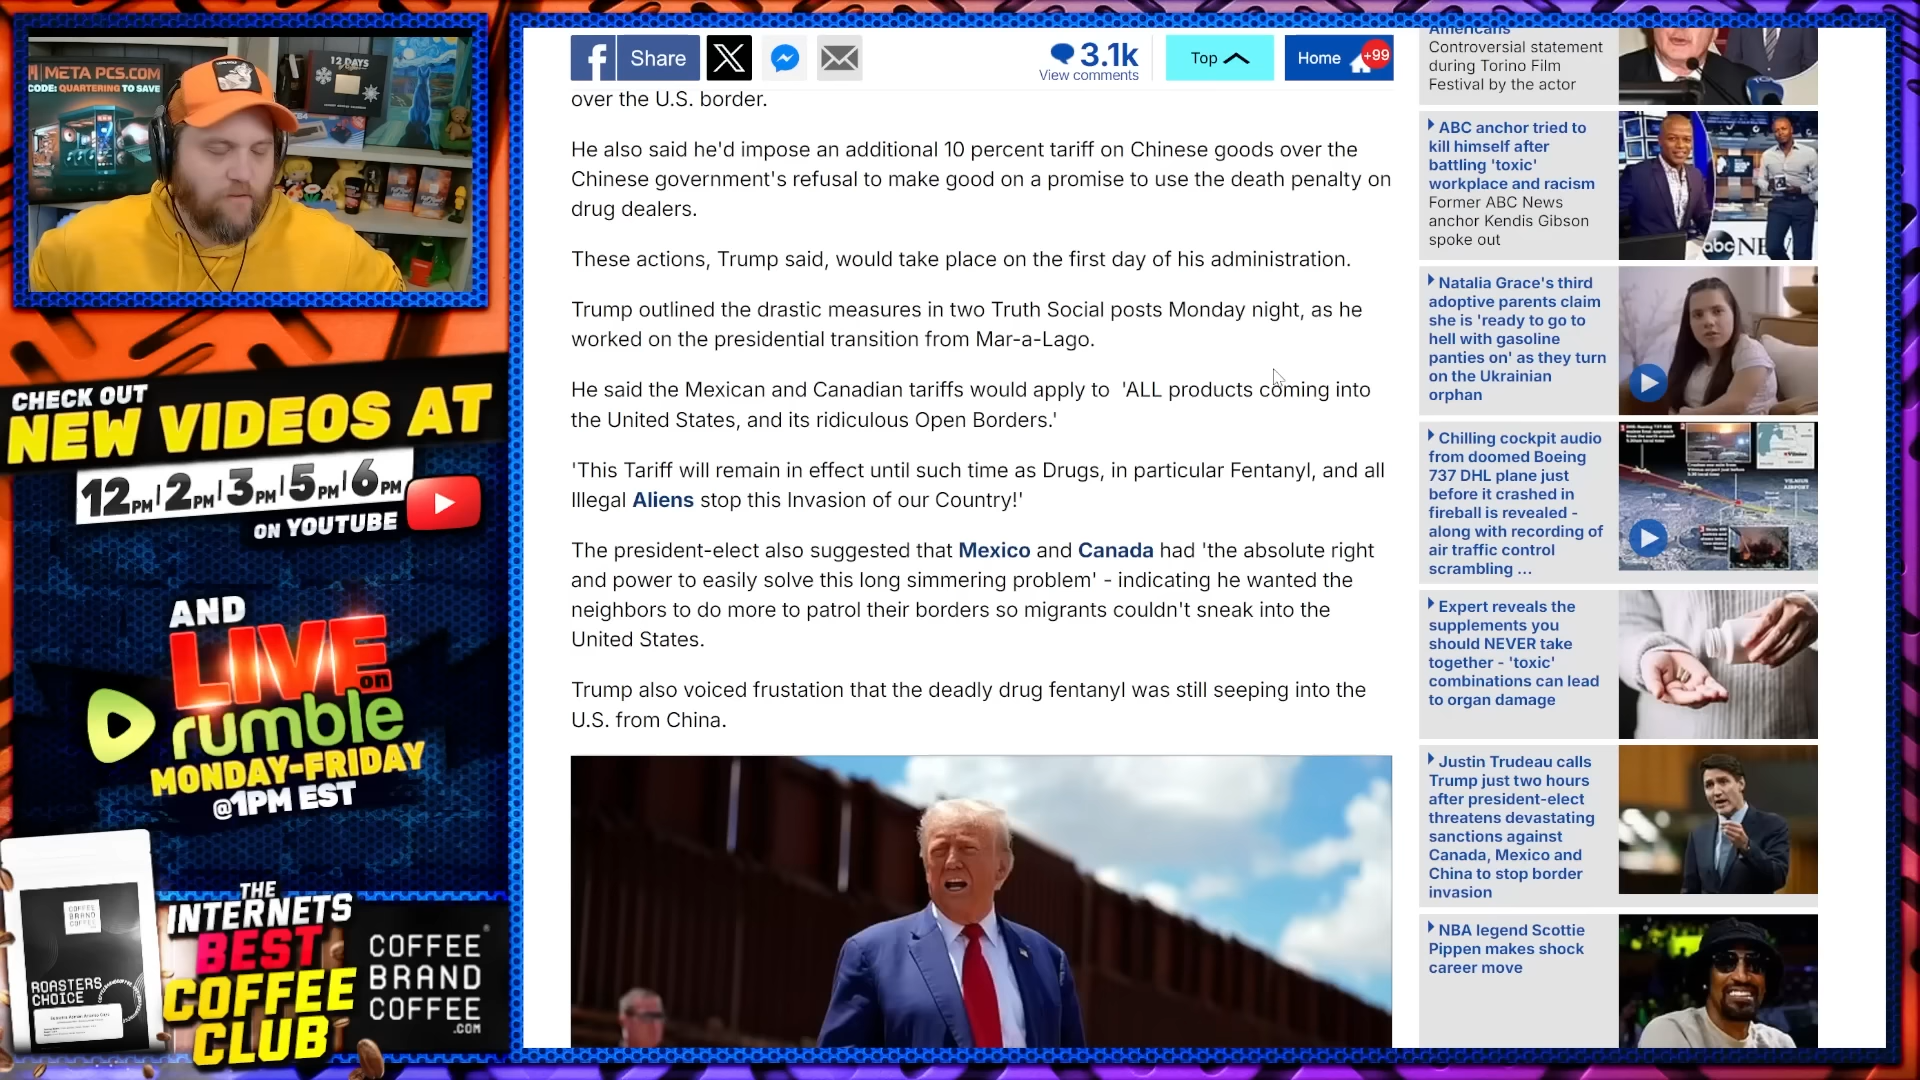 META PCS.COM
CODE: QUARTERING TO SAVE
12 DAYS
CHECK OUT
NEW VIDEOS AT
12PM|2PM|3PM|5PM|6PM
ON YOUTUBE
AND
LIVE
on
rumble
MONDAY-FRIDAY
@1PM EST
COFFEE
BRAND
COFFEE
ROASTERS
CHOICE
THE
INTERNETS
BEST
COFFEE
CLUB
COFFEE
BRAND
COFFEE
.COM
Share
3.1k
View comments
Top
Home
+99
over the U.S. border.
He also said he'd impose an additional 10 percent tariff on Chinese goods over the
Chinese government's refusal to make good on a promise to use the death penalty on
drug dealers.
These actions, Trump said, would take place on the first day of his administration.
Trump outlined the drastic measures in two Truth Social posts Monday night, as he
worked on the presidential transition from Mar-a-Lago.
He said the Mexican and Canadian tariffs would apply to 'ALL products coming into
the United States, and its ridiculous Open Borders.'
'This Tariff will remain in effect until such time as Drugs, in particular Fentanyl, and all
Illegal Aliens stop this Invasion of our Country!'
The president-elect also suggested that Mexico and Canada had 'the absolute right
and power to easily solve this long simmering problem' - indicating he wanted the
neighbors to do more to patrol their borders so migrants couldn't sneak into the
United States.
Trump also voiced frustation that the deadly drug fentanyl was still seeping into the
U.S. from China.
Americans
Controversial statement
during Torino Film
Festival by the actor
ABC anchor tried to
kill himself after
battling 'toxic'
workplace and racism
Former ABC News
anchor Kendis Gibson
spoke out
abc NEW
Natalia Grace's third
adoptive parents claim
she is 'ready to go to
hell with gasoline
panties on' as they turn
on the Ukrainian
orphan
Chilling cockpit audio
from doomed Boeing
737 DHL plane just
before it crashed in
fireball is revealed -
along with recording of
air traffic control
scrambling ...
VILNIUS
AIRPORT
Expert reveals the
supplements you
should NEVER take
together - 'toxic'
combinations can lead
to organ damage
Justin Trudeau calls
Trump just two hours
after president-elect
threatens devastating
sanctions against
Canada, Mexico and
China to stop border
invasion
NBA legend Scottie
Pippen makes shock
career move